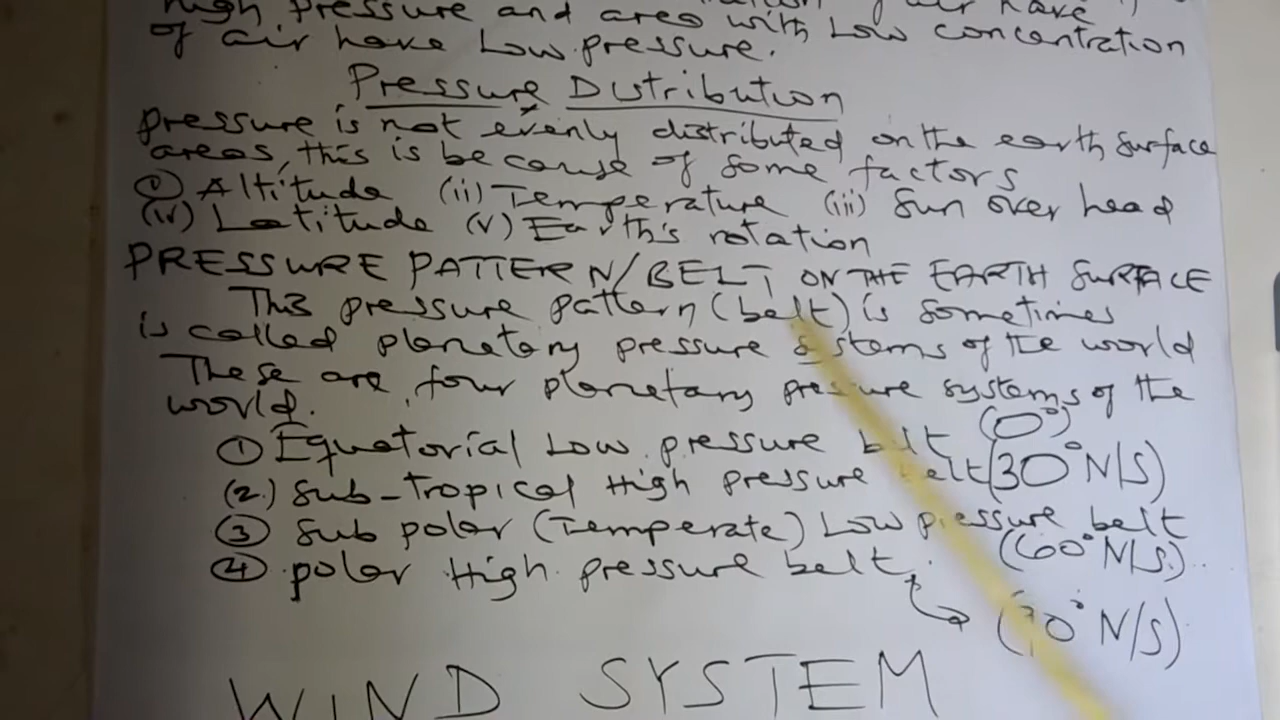 high pressure and area with Low concentration
of air have Low pressure.
Pressure Distribution
pressure is not evenly distributed on the earth surface
areas, this is because of some factors
(i) Altitude (ii) Temperature (iii) Sun over head
(iv) Latitude (v) Earth's rotation
PRESSURE PATTERN/BELT ON THE EARTH SURFACE
This pressure pattern (belt) is sometimes
is called planetary pressure systems of the world
These are four planetary pressure systems of the
world.
(1) Equatorial Low pressure belt (0°)
(2.) Sub-Tropical High pressure belt (30°N/S)
(3) Sub polar (Temperate) Low pressure belt
(60°N/S).
(4) polar High pressure belt.
(90°N/S)
WIND SYSTEM